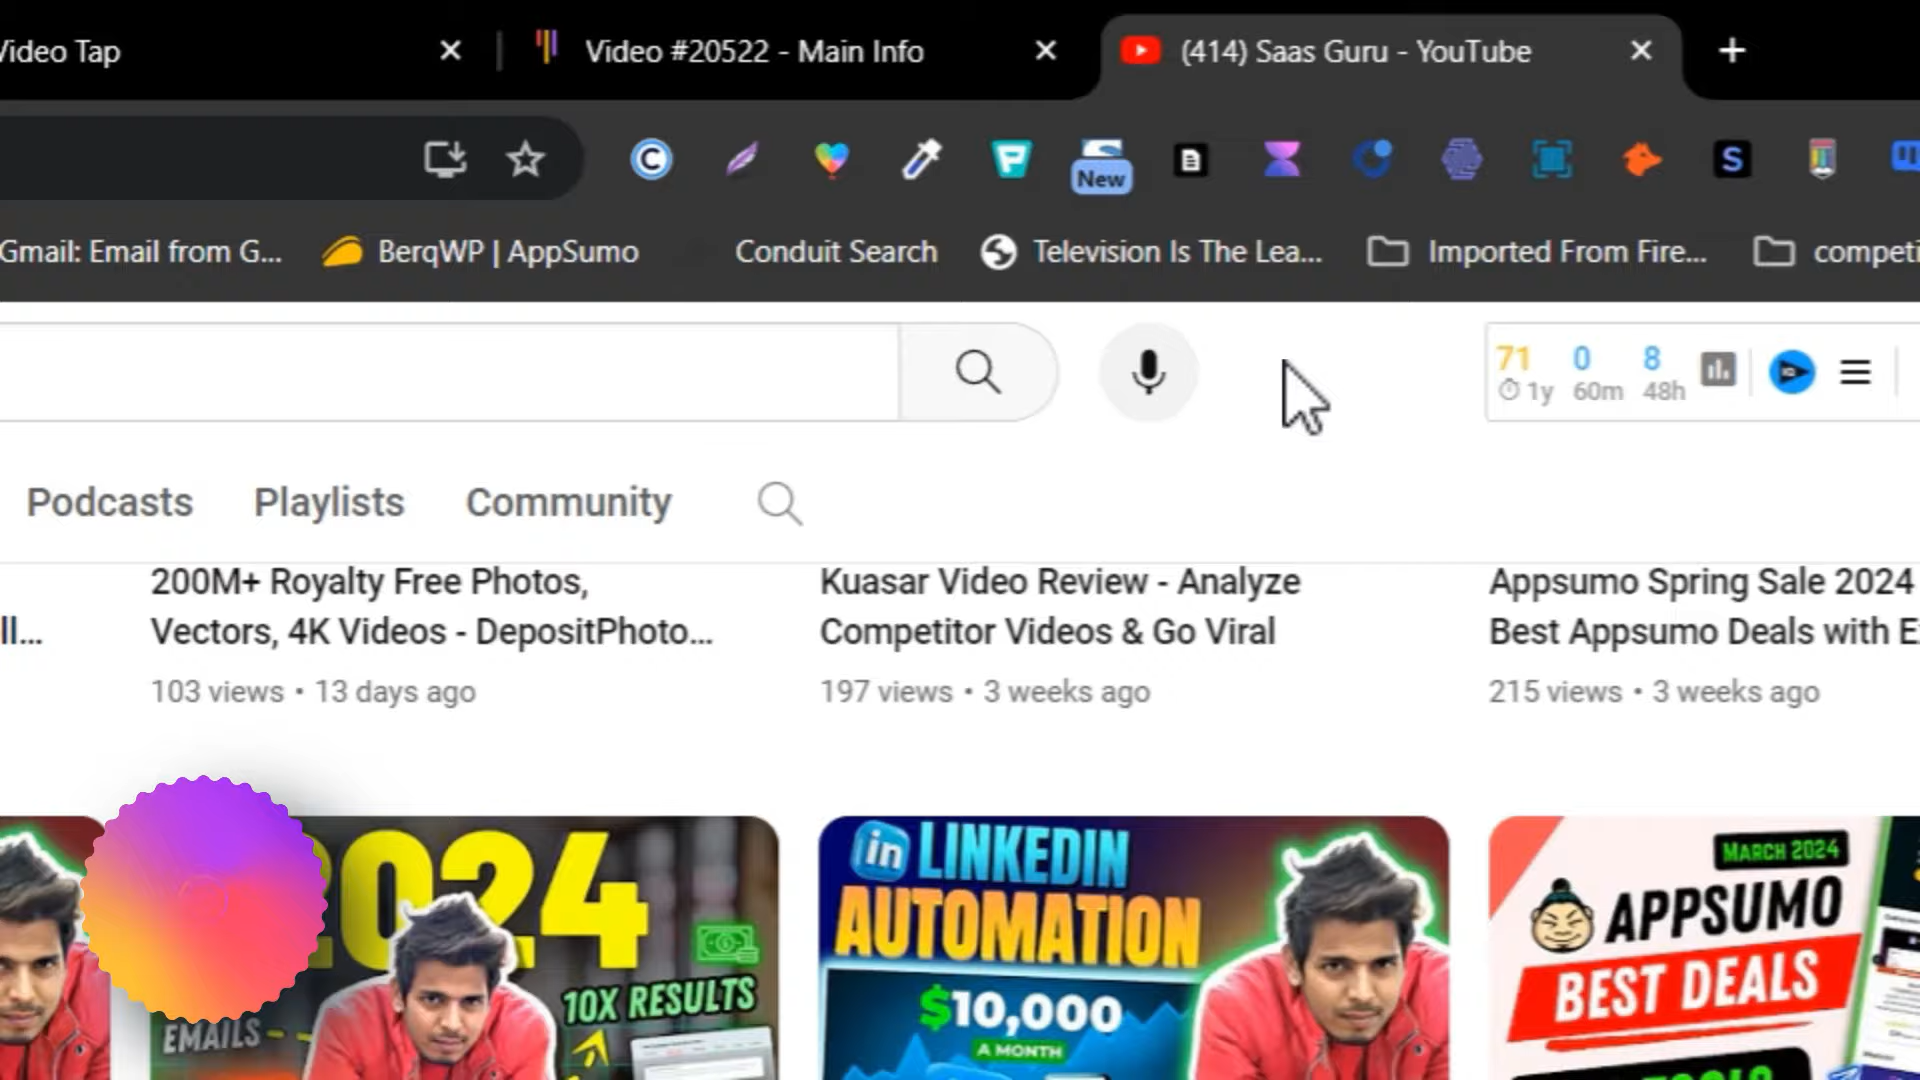 Video Tap
Video #20522 - Main Info
(414) Saas Guru - YouTube
New
S
Gmail: Email from G...
BerqWP | AppSumo
Conduit Search
Television Is The Lea...
Imported From Fire...
competi
71 0 8
1y 60m 48h
Podcasts Playlists Community
ll...
200M+ Royalty Free Photos,
Vectors, 4K Videos - DepositPhoto...
103 views • 13 days ago
Kuasar Video Review - Analyze
Competitor Videos & Go Viral
197 views • 3 weeks ago
Appsumo Spring Sale 2024
Best Appsumo Deals with E
215 views • 3 weeks ago
2024
10X RESULTS
EMAILS
in LINKEDIN
AUTOMATION
$10,000
A MONTH
MARCH 2024
APPSUMO
BEST DEALS